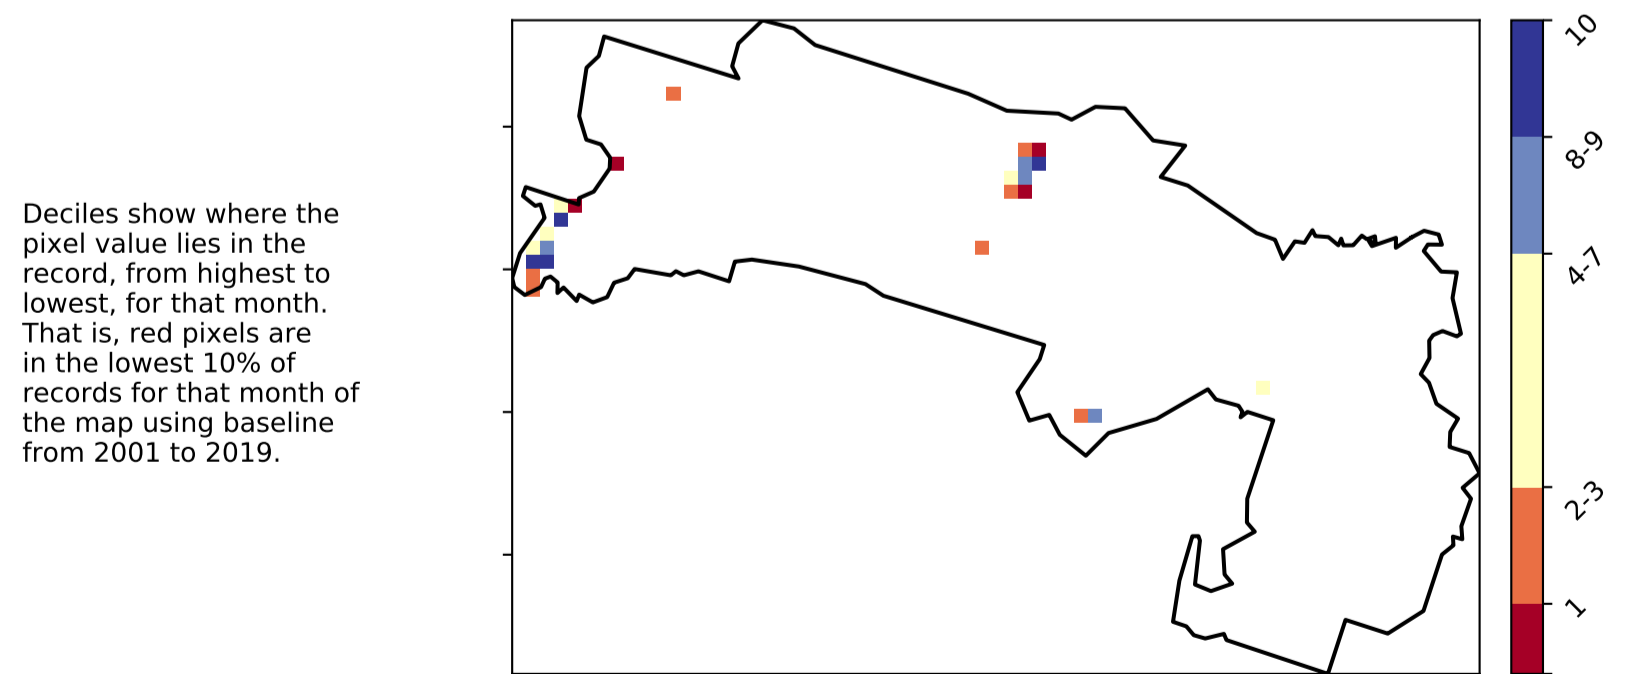 Deciles show where the
pixel value lies in the
record, from highest to
lowest, for that month.
That is, red pixels are
in the lowest 10% of
records for that month of
the map using baseline
from 2001 to 2019.
10
8-9
4-7
2-3
1